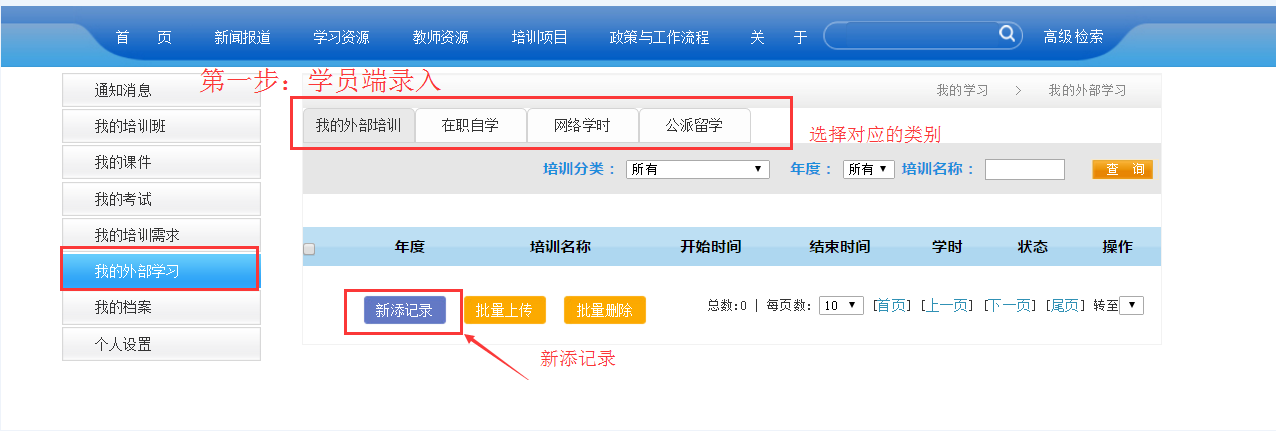 首 页 新闻报道 学习资源 教师资源 培训项目 政策与工作流程 关 于 高级检索
第一步：学员端录入
通知消息
我的培训班
我的课件
我的考试
我的培训需求
我的外部学习
我的档案
个人设置
我的学习 > 我的外部学习
我的外部培训 在职自学 网络学时 公派留学
选择对应的类别
培训分类： 所有 年度： 所有 培训名称： 查 询
年度 培训名称 开始时间 结束时间 学时 状态 操作
新添记录 批量上传 批量删除 总数:0 | 每页数: 10 [首页] [上一页] [下一页] [尾页] 转至
新添记录